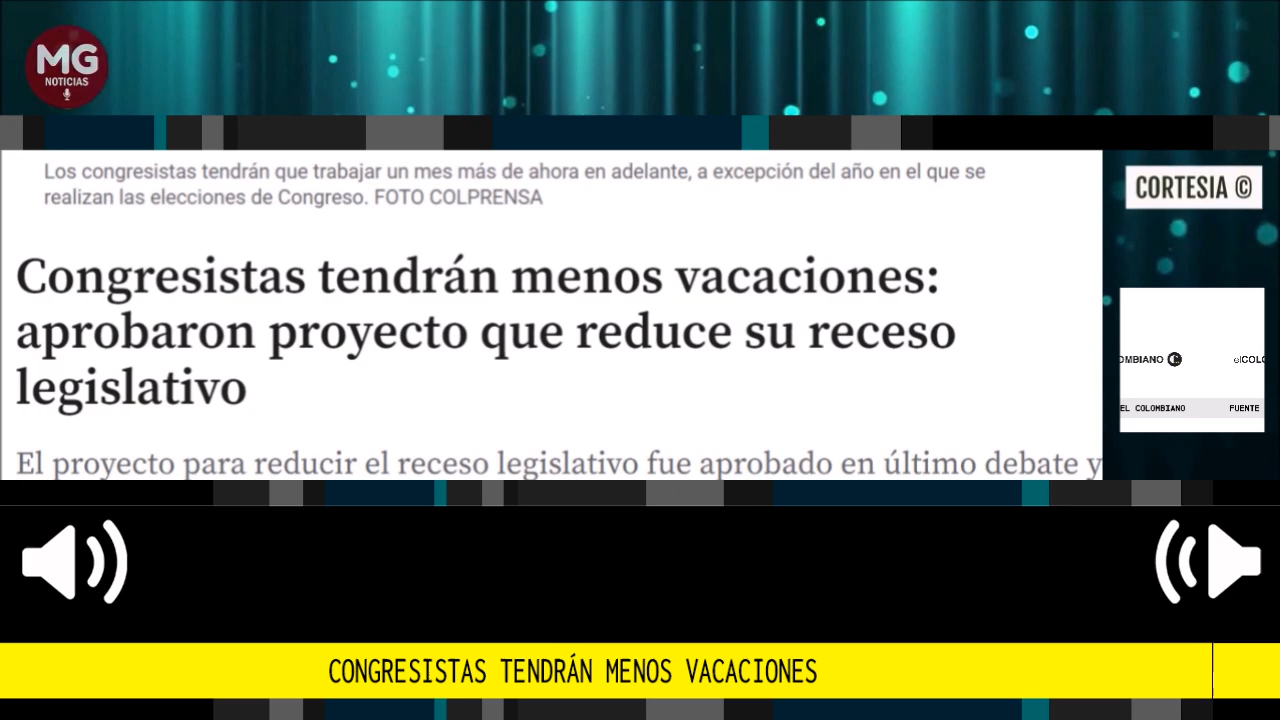 MG
NOTICIAS
Los congresistas tendrán que trabajar un mes más de ahora en adelante, a excepción del año en el que se
realizan las elecciones de Congreso. FOTO COLPRENSA
CORTESIA ©
Congresistas tendrán menos vacaciones:
aprobaron proyecto que reduce su receso
legislativo
OMBIANO elCOLO
EL COLOMBIANO FUENTE
El proyecto para reducir el receso legislativo fue aprobado en último debate y
CONGRESISTAS TENDRÁN MENOS VACACIONES